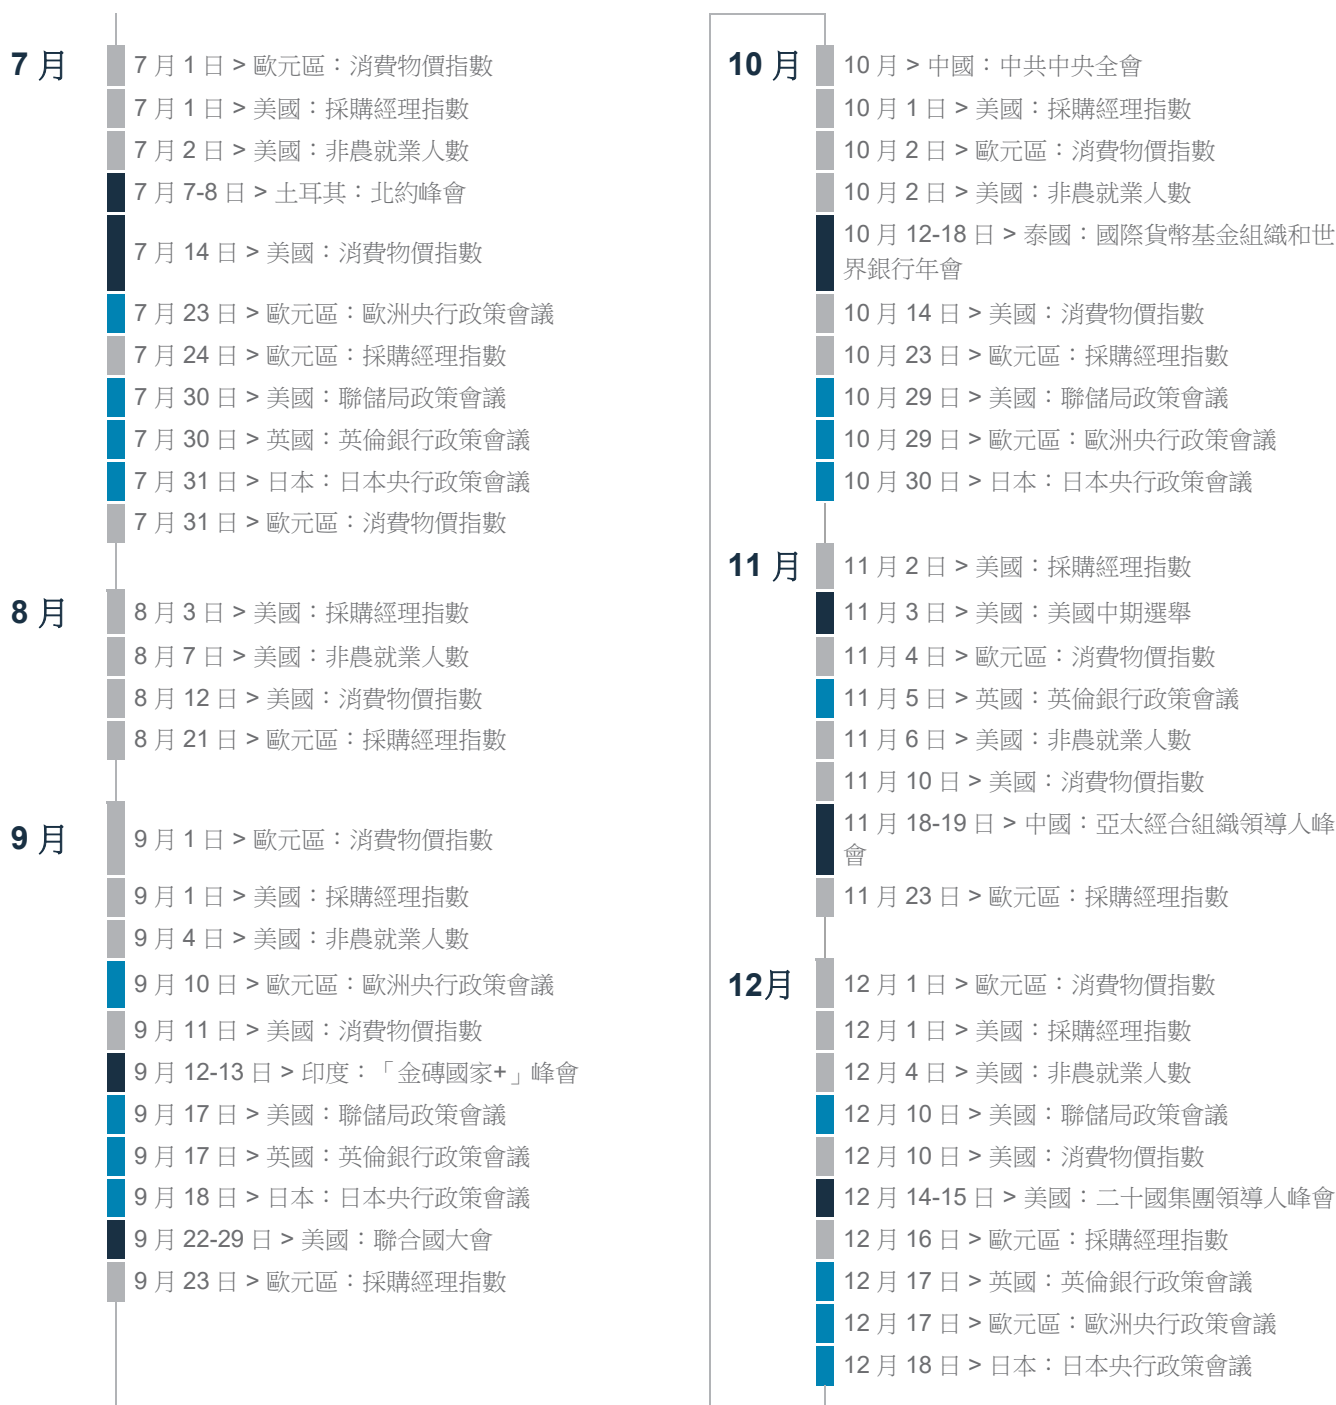 7 月
7 月 1 日 > 歐元區：消費物價指數
7 月 1 日 > 美國：採購經理指數
7 月 2 日 > 美國：非農就業人數
7 月 7-8 日 > 土耳其：北約峰會
7 月 14 日 > 美國：消費物價指數
7 月 23 日 > 歐元區：歐洲央行政策會議
7 月 24 日 > 歐元區：採購經理指數
7 月 30 日 > 美國：聯儲局政策會議
7 月 30 日 > 英國：英倫銀行政策會議
7 月 31 日 > 日本：日本央行政策會議
7 月 31 日 > 歐元區：消費物價指數
8 月
8 月 3 日 > 美國：採購經理指數
8 月 7 日 > 美國：非農就業人數
8 月 12 日 > 美國：消費物價指數
8 月 21 日 > 歐元區：採購經理指數
9 月
9 月 1 日 > 歐元區：消費物價指數
9 月 1 日 > 美國：採購經理指數
9 月 4 日 > 美國：非農就業人數
9 月 10 日 > 歐元區：歐洲央行政策會議
9 月 11 日 > 美國：消費物價指數
9 月 12-13 日 > 印度：「金磚國家+」峰會
9 月 17 日 > 美國：聯儲局政策會議
9 月 17 日 > 英國：英倫銀行政策會議
9 月 18 日 > 日本：日本央行政策會議
9 月 22-29 日 > 美國：聯合國大會
9 月 23 日 > 歐元區：採購經理指數
10 月
10 月 > 中國：中共中央全會
10 月 1 日 > 美國：採購經理指數
10 月 2 日 > 歐元區：消費物價指數
10 月 2 日 > 美國：非農就業人數
10 月 12-18 日 > 泰國：國際貨幣基金組織和世
界銀行年會
10 月 14 日 > 美國：消費物價指數
10 月 23 日 > 歐元區：採購經理指數
10 月 29 日 > 美國：聯儲局政策會議
10 月 29 日 > 歐元區：歐洲央行政策會議
10 月 30 日 > 日本：日本央行政策會議
11 月
11 月 2 日 > 美國：採購經理指數
11 月 3 日 > 美國：美國中期選舉
11 月 4 日 > 歐元區：消費物價指數
11 月 5 日 > 英國：英倫銀行政策會議
11 月 6 日 > 美國：非農就業人數
11 月 10 日 > 美國：消費物價指數
11 月 18-19 日 > 中國：亞太經合組織領導人峰
會
11 月 23 日 > 歐元區：採購經理指數
12月
12 月 1 日 > 歐元區：消費物價指數
12 月 1 日 > 美國：採購經理指數
12 月 4 日 > 美國：非農就業人數
12 月 10 日 > 美國：聯儲局政策會議
12 月 10 日 > 美國：消費物價指數
12 月 14-15 日 > 美國：二十國集團領導人峰會
12 月 16 日 > 歐元區：採購經理指數
12 月 17 日 > 英國：英倫銀行政策會議
12 月 17 日 > 歐元區：歐洲央行政策會議
12 月 18 日 > 日本：日本央行政策會議